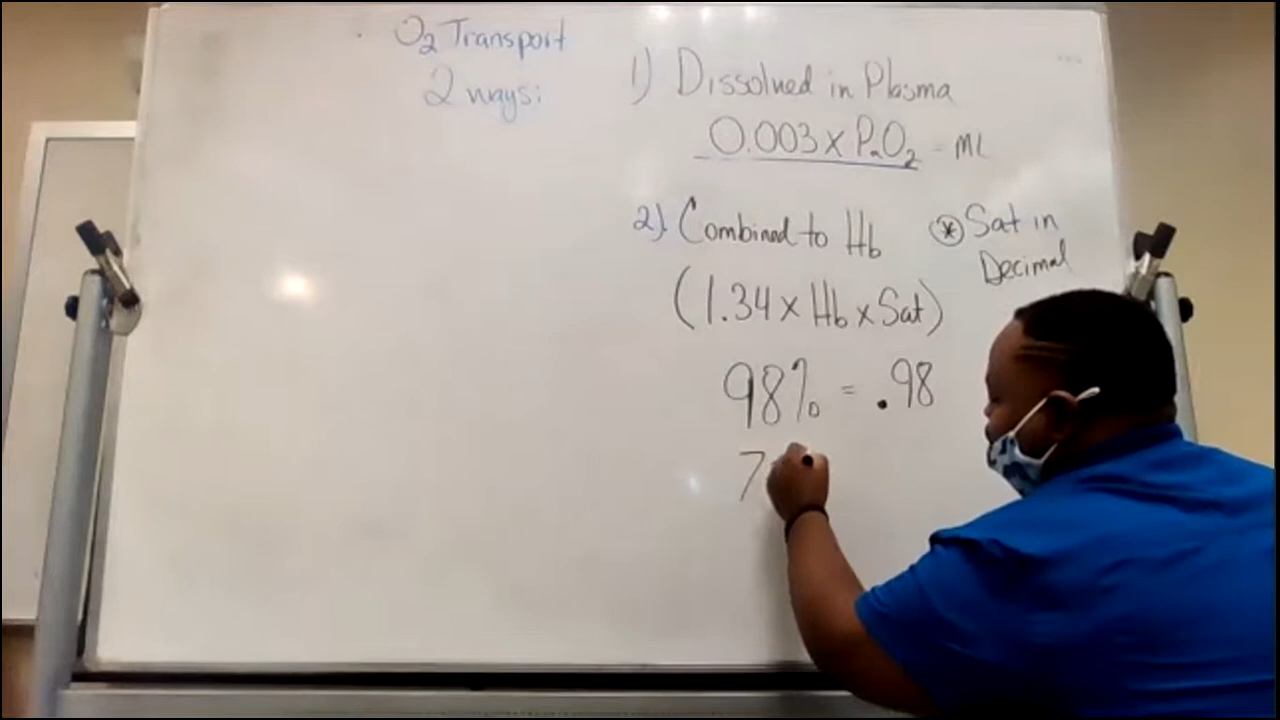 O₂ Transport
2 ways:
1) Dissolved in Plasma
0.003 x PaO₂ = ML
2). Combined to Hb
* Sat in
Decimal
(1.34 x Hb x Sat)
98% = .98
7